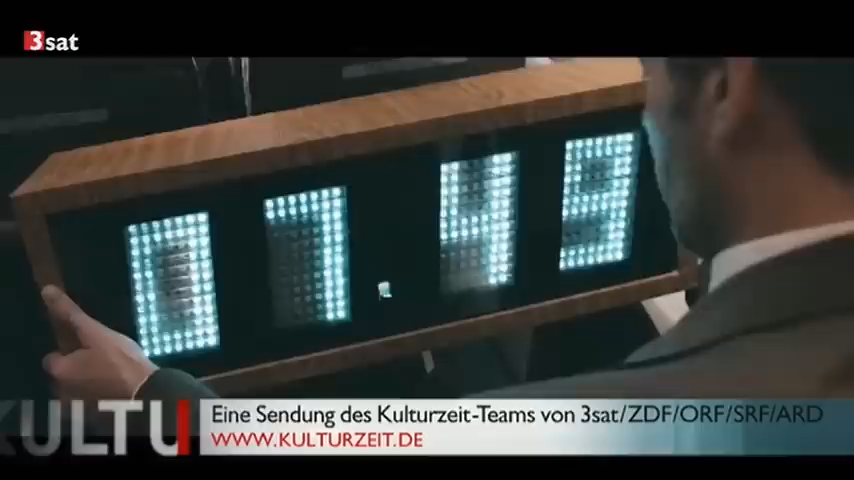 3sat
KULTU
Eine Sendung des Kulturzeit-Teams von 3sat/ZDF/ORF/SRF/ARD
WWW.KULTURZEIT.DE